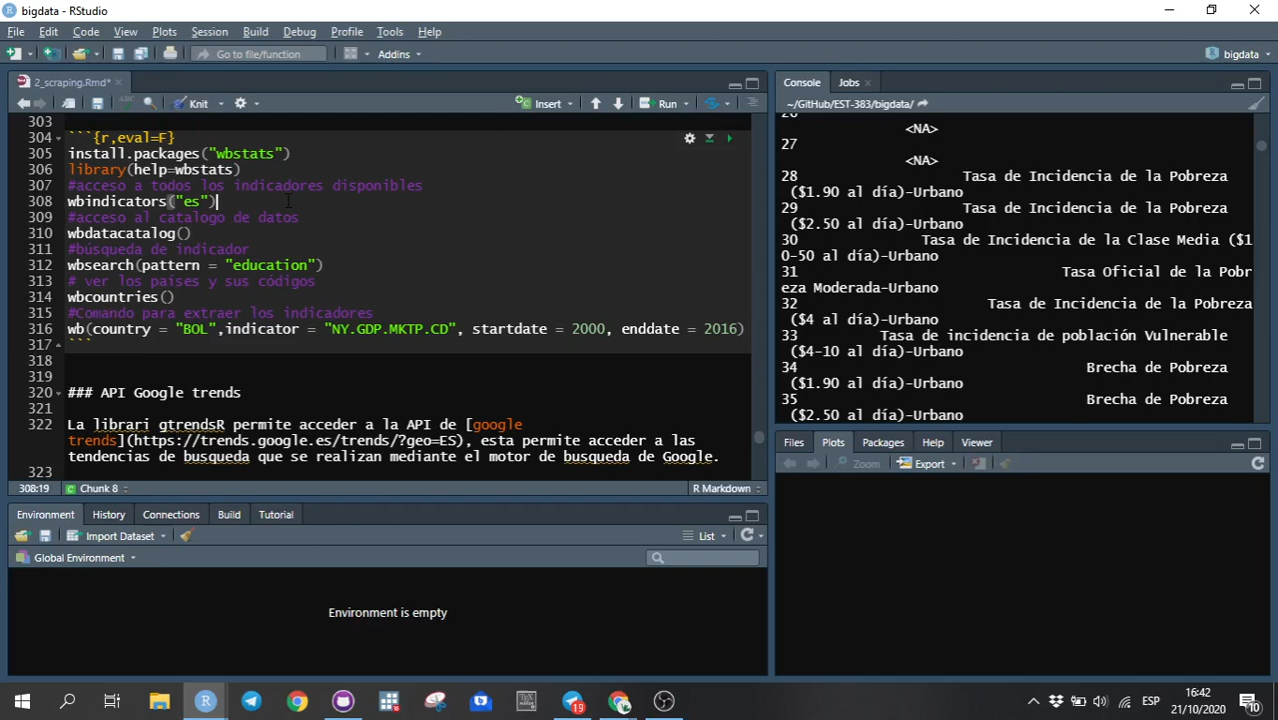 bigdata - RStudio
File Edit Code View Plots Session Build Debug Profile Tools Help
Go to file/function Addins bigdata
2_scraping.Rmd*
Knit Insert Run
303
304 ```{r,eval=F}
305 install.packages("wbstats")
306 library(help=wbstats)
307 #acceso a todos los indicadores disponibles
308 wbindicators("es")
309 #acceso al catalogo de datos
310 wbdatacatalog()
311 #búsqueda de indicador
312 wbsearch(pattern = "education")
313 # ver los paises y sus códigos
314 wbcountries()
315 #Comando para extraer los indicadores
316 wb(country = "BOL",indicator = "NY.GDP.MKTP.CD", startdate = 2000, enddate = 2016)
317 ```
318
319
320 ### API Google trends
321
322 La librari gtrendsR permite acceder a la API de [google
trends](https://trends.google.es/trends/?geo=ES), esta permite acceder a las
tendencias de busqueda que se realizan mediante el motor de busqueda de Google.
323
308:19 Chunk 8 R Markdown
Console Jobs
~/GitHub/EST-383/bigdata/
26
<NA>
27
<NA>
28 Tasa de Incidencia de la Pobreza
($1.90 al día)-Urbano
29 Tasa de Incidencia de la Pobreza
($2.50 al día)-Urbano
30 Tasa de Incidencia de la Clase Media ($1
0-50 al día)-Urbano
31 Tasa Oficial de la Pobr
eza Moderada-Urbano
32 Tasa de Incidencia de la Pobreza
($4 al día)-Urbano
33 Tasa de incidencia de población Vulnerable
($4-10 al día)-Urbano
34 Brecha de Pobreza
($1.90 al día)-Urbano
35 Brecha de Pobreza
($2.50 al día)-Urbano
Files Plots Packages Help Viewer
Zoom Export
Environment History Connections Build Tutorial
Import Dataset List
Global Environment
Environment is empty
19
ESP
16:42
21/10/2020
10